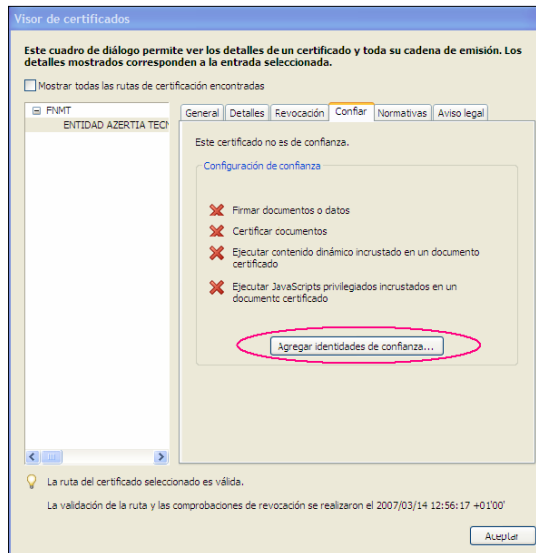 Visor de certificados
Este cuadro de diálogo permite ver los detalles de un certificado y toda su cadena de emisión. Los
detalles mostrados corresponden a la entrada seleccionada.
Mostrar todas las rutas de certificación encontradas
FNMT
ENTIDAD AZERTIA TECN
General Detalles Revocación Confiar Normativas Aviso legal
Este certificado no es de confianza.
Configuración de confianza
Firmar documentos o datos
Certificar documentos
Ejecutar contenido dinámico incrustado en un documento
certificado
Ejecutar JavaScripts privilegiados incrustados en un
documento certificado
Agregar identidades de confianza...
La ruta del certificado seleccionado es válida.
La validación de la ruta y las comprobaciones de revocación se realizaron el 2007/03/14 12:56:17 +01'00'
Aceptar